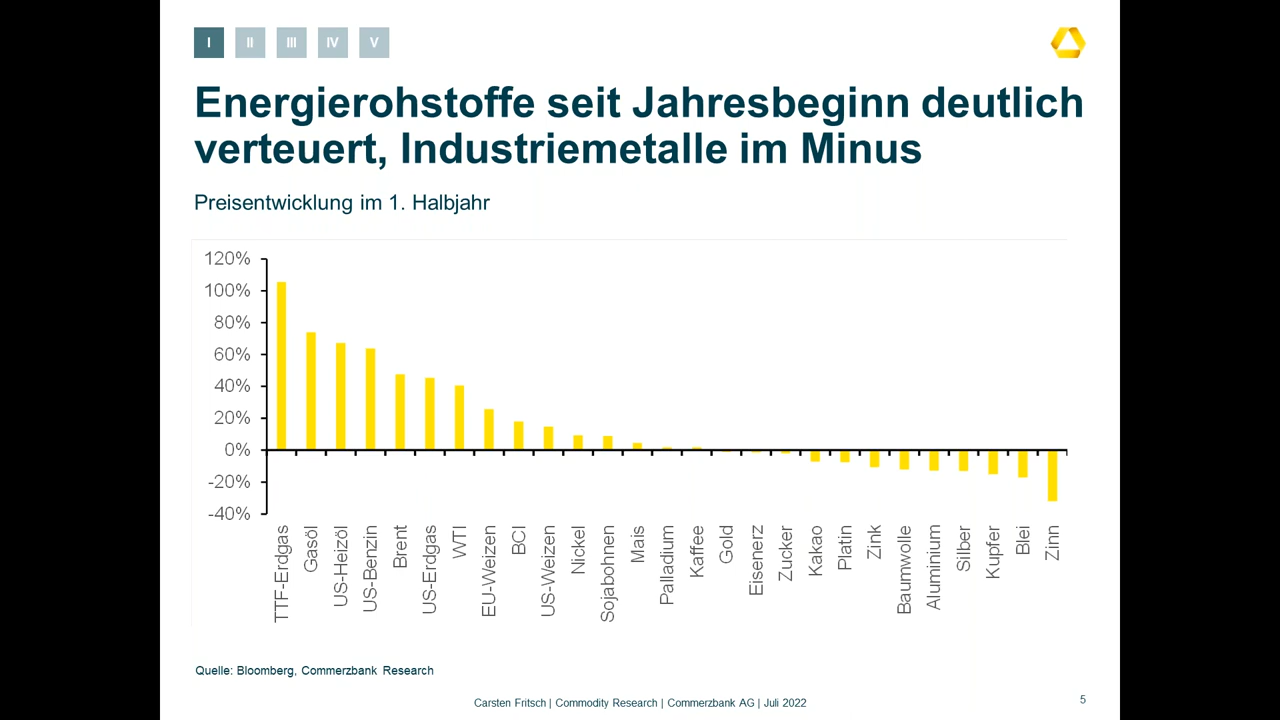 I II III IV V
Energierohstoffe seit Jahresbeginn deutlich
verteuert, Industriemetalle im Minus
Preisentwicklung im 1. Halbjahr
120%
100%
80%
60%
40%
20%
0%
-20%
-40%
TTF-Erdgas
Gasöl
US-Heizöl
US-Benzin
Brent
US-Erdgas
WTI
EU-Weizen
BCI
US-Weizen
Nickel
Sojabohnen
Mais
Palladium
Kaffee
Gold
Eisenerz
Zucker
Kakao
Platin
Zink
Baumwolle
Aluminium
Silber
Kupfer
Blei
Zinn
Quelle: Bloomberg, Commerzbank Research
Carsten Fritsch | Commodity Research | Commerzbank AG | Juli 2022
5